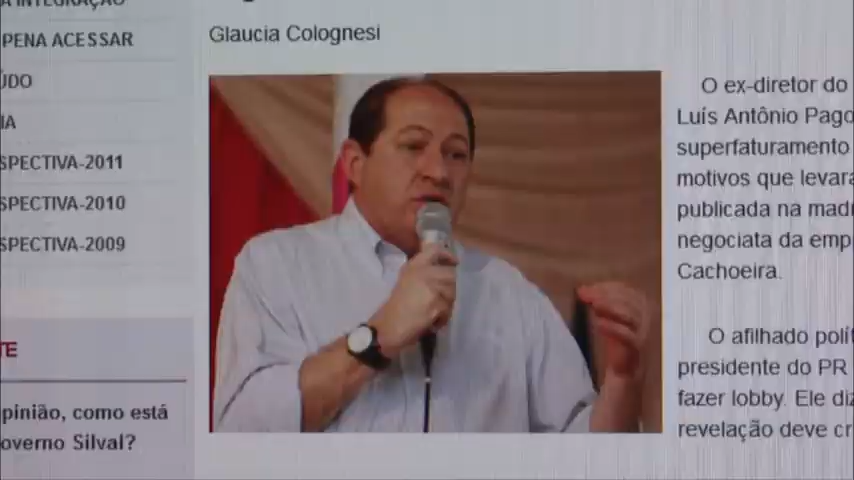 A INTEGRAÇÃO
PENA ACESSAR
SPECTIVA-2011
SPECTIVA-2010
SPECTIVA-2009
TE
pinião, como está
overno Silval?
Glaucia Colognesi
O ex-diretor do
Luís Antônio Pago
superfaturamento
motivos que levara
publicada na madr
negociata da emp
Cachoeira.
O afilhado polít
presidente do PR
fazer lobby. Ele diz
revelação deve cr